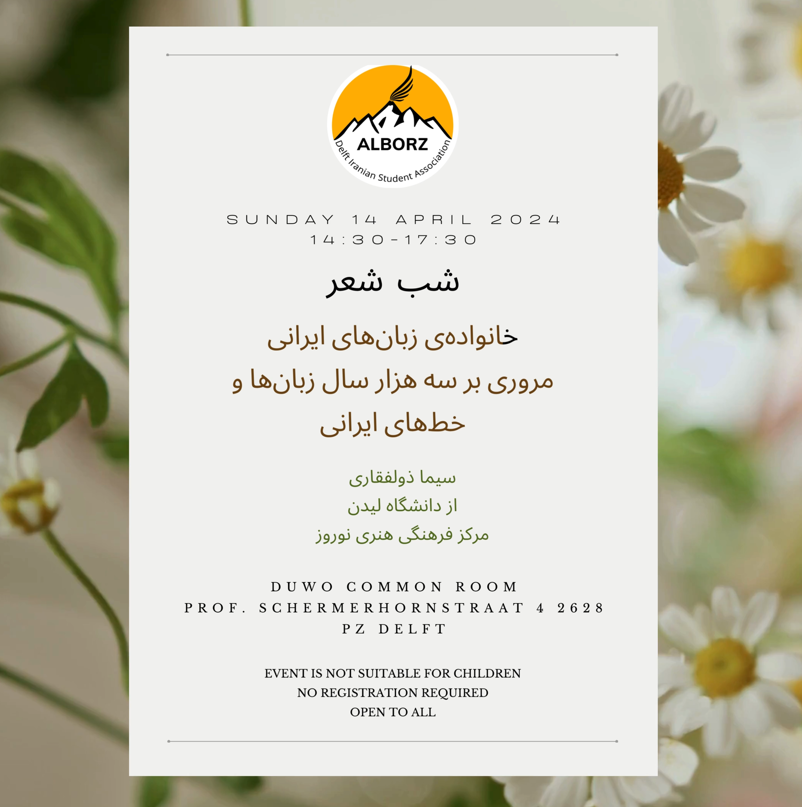 ALBORZ
Delft Iranian Student Association
SUNDAY 14 APRIL 2024
14:30-17:30
شب شعر
خانواده‌ی زبان‌های ایرانی
مروری بر سه هزار سال زبان‌ها و
خط‌های ایرانی
سیما ذولفقاری
از دانشگاه لیدن
مرکز فرهنگی هنری نوروز
DUWO COMMON ROOM
PROF. SCHERMERHORNSTRAAT 4 2628
PZ DELFT
EVENT IS NOT SUITABLE FOR CHILDREN
NO REGISTRATION REQUIRED
OPEN TO ALL